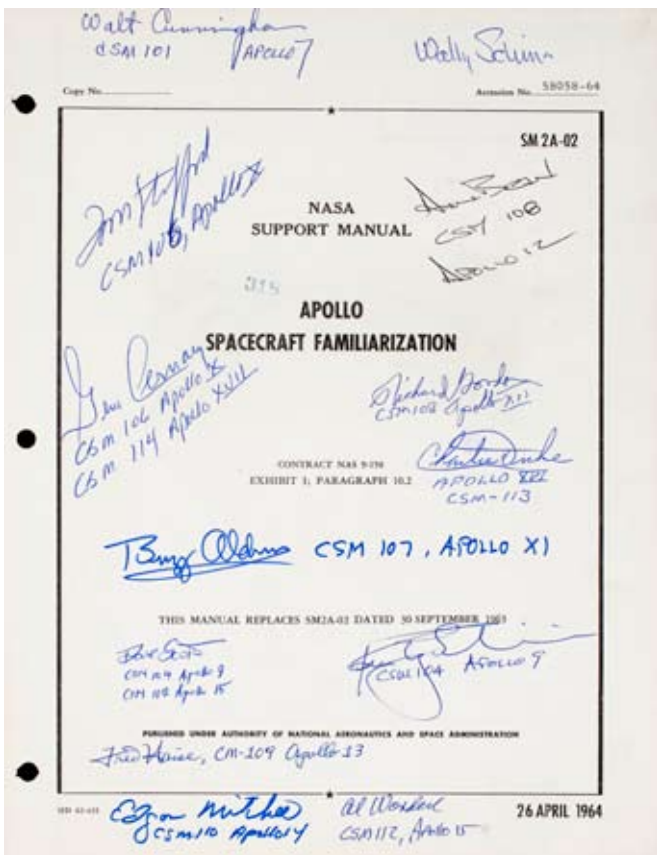 Walt Cunningham
CSM 101 APOLLO 7
Wally Schirra
Copy No.
Accession No. 58058-64
SM 2A-02
Tom Stafford
CSM 106, Apollo X
NASA
SUPPORT MANUAL
Alan Bean
CSM 108
APOLLO 12
APOLLO
SPACECRAFT FAMILIARIZATION
Gene Cernan
CSM 106 Apollo X
CSM 114 Apollo XVII
Richard Gordon
CSM 108 Apollo XII
Charlie Duke
APOLLO XVI
CSM-113
CONTRACT NAS 9-150
EXHIBIT 1; PARAGRAPH 10.2
Buzz Aldrin CSM 107, APOLLO XI
THIS MANUAL REPLACES SM2A-02 DATED 30 SEPTEMBER 1963
Dave Scott
CSM 104 Apollo 9
CSM 112 Apollo 15
CSM 104 APOLLO 9
PUBLISHED UNDER AUTHORITY OF NATIONAL AERONAUTICS AND SPACE ADMINISTRATION
Fred Haise, CM-109 Apollo 13
Edgar Mitchell
CSM 110 Apollo 14
Al Worden
CSM 112, Apollo 15
26 APRIL 1964